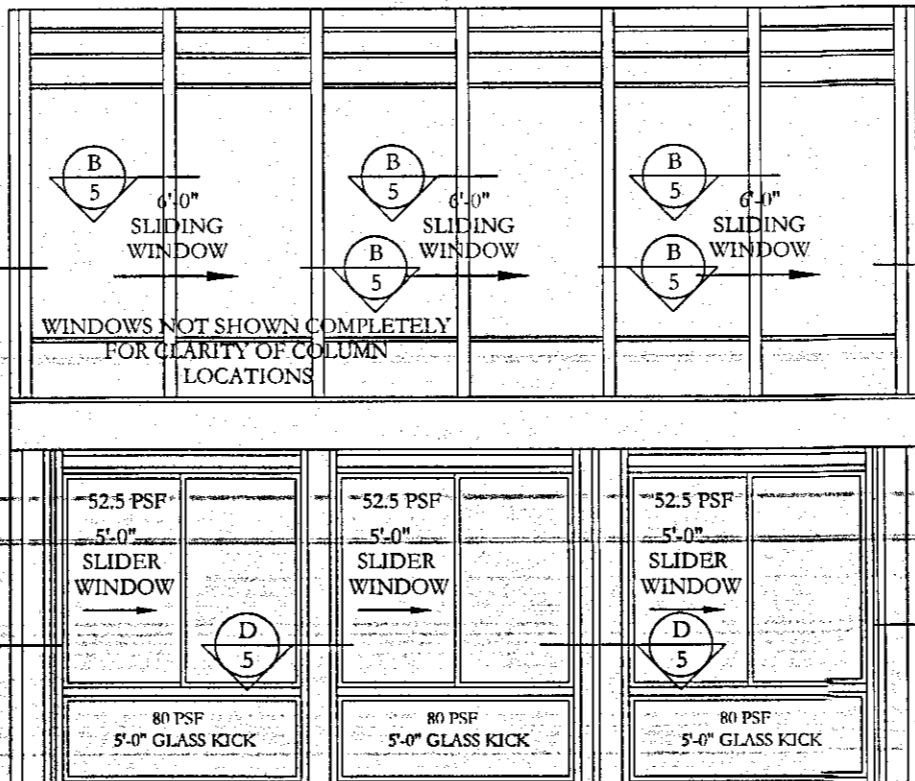 B
5
B
5
B
5
6'-0"
SLIDING
WINDOW
6'-0"
SLIDING
WINDOW
6'-0"
SLIDING
WINDOW
B
5
B
5
WINDOWS NOT SHOWN COMPLETELY
FOR CLARITY OF COLUMN
LOCATIONS
52.5 PSF
5'-0"
SLIDER
WINDOW
52.5 PSF
5'-0"
SLIDER
WINDOW
52.5 PSF
5'-0"
SLIDER
WINDOW
D
5
D
5
80 PSF
5'-0" GLASS KICK
80 PSF
5'-0" GLASS KICK
80 PSF
5'-0" GLASS KICK